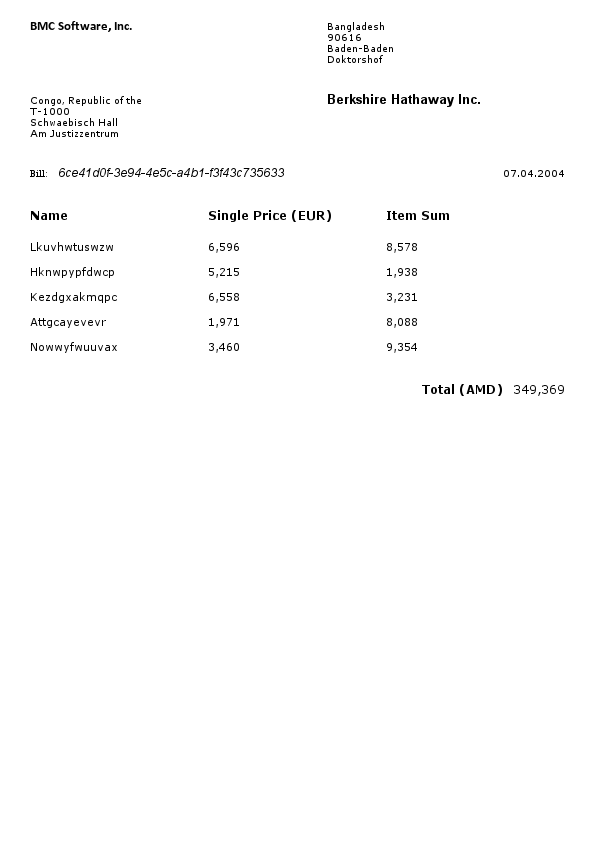 BMC Software, Inc.
Bangladesh
90616
Baden-Baden
Doktorshof
Congo, Republic of the
T-1000
Schwaebisch Hall
Am Justizzentrum
Berkshire Hathaway Inc.
Bill: 6ce41d0f-3e94-4e5c-a4b1-f3f43c735633 07.04.2004
Name Single Price (EUR) Item Sum
Lkuvhwtuswzw 6,596 8,578
Hknwpypfdwcp 5,215 1,938
Kezdgxakmqpc 6,558 3,231
Attgcayevevr 1,971 8,088
Nowwyfwuuvax 3,460 9,354
Total (AMD) 349,369